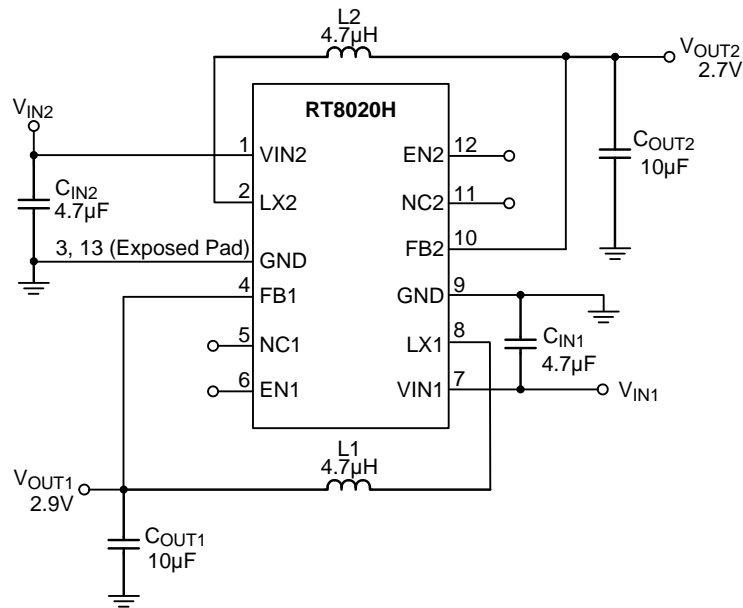 L2
4.7µH
VOUT2
2.7V
RT8020H
VIN2
1
VIN2
EN2
12
COUT2
10µF
CIN2
4.7µF
2
LX2
NC2
11
3, 13 (Exposed Pad)
GND
FB2
10
4
FB1
GND
9
5
NC1
LX1
8
CIN1
4.7µF
6
EN1
VIN1
7
VIN1
L1
4.7µH
VOUT1
2.9V
COUT1
10µF